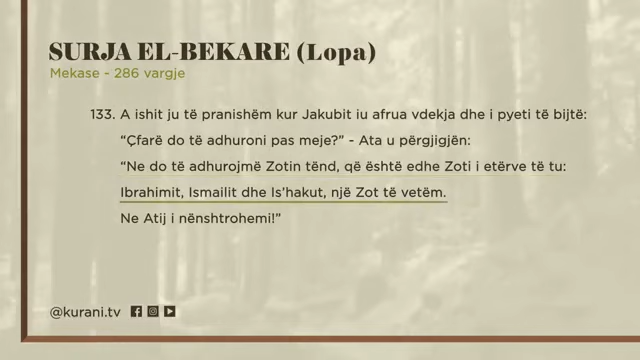 SURJA EL-BEKARE (Lopa)
Mekase - 286 vargje
133. A ishit ju të pranishëm kur Jakubit iu afrua vdekja dhe i pyeti të bijtë:
“Çfarë do të adhuroni pas meje?” - Ata u përgjigjën:
“Ne do të adhurojmë Zotin tënd, që është edhe Zoti i etërve të tu:
Ibrahimit, Ismailit dhe Is’hakut, një Zot të vetëm.
Ne Atij i nënshtrohemi!”
@kurani.tv